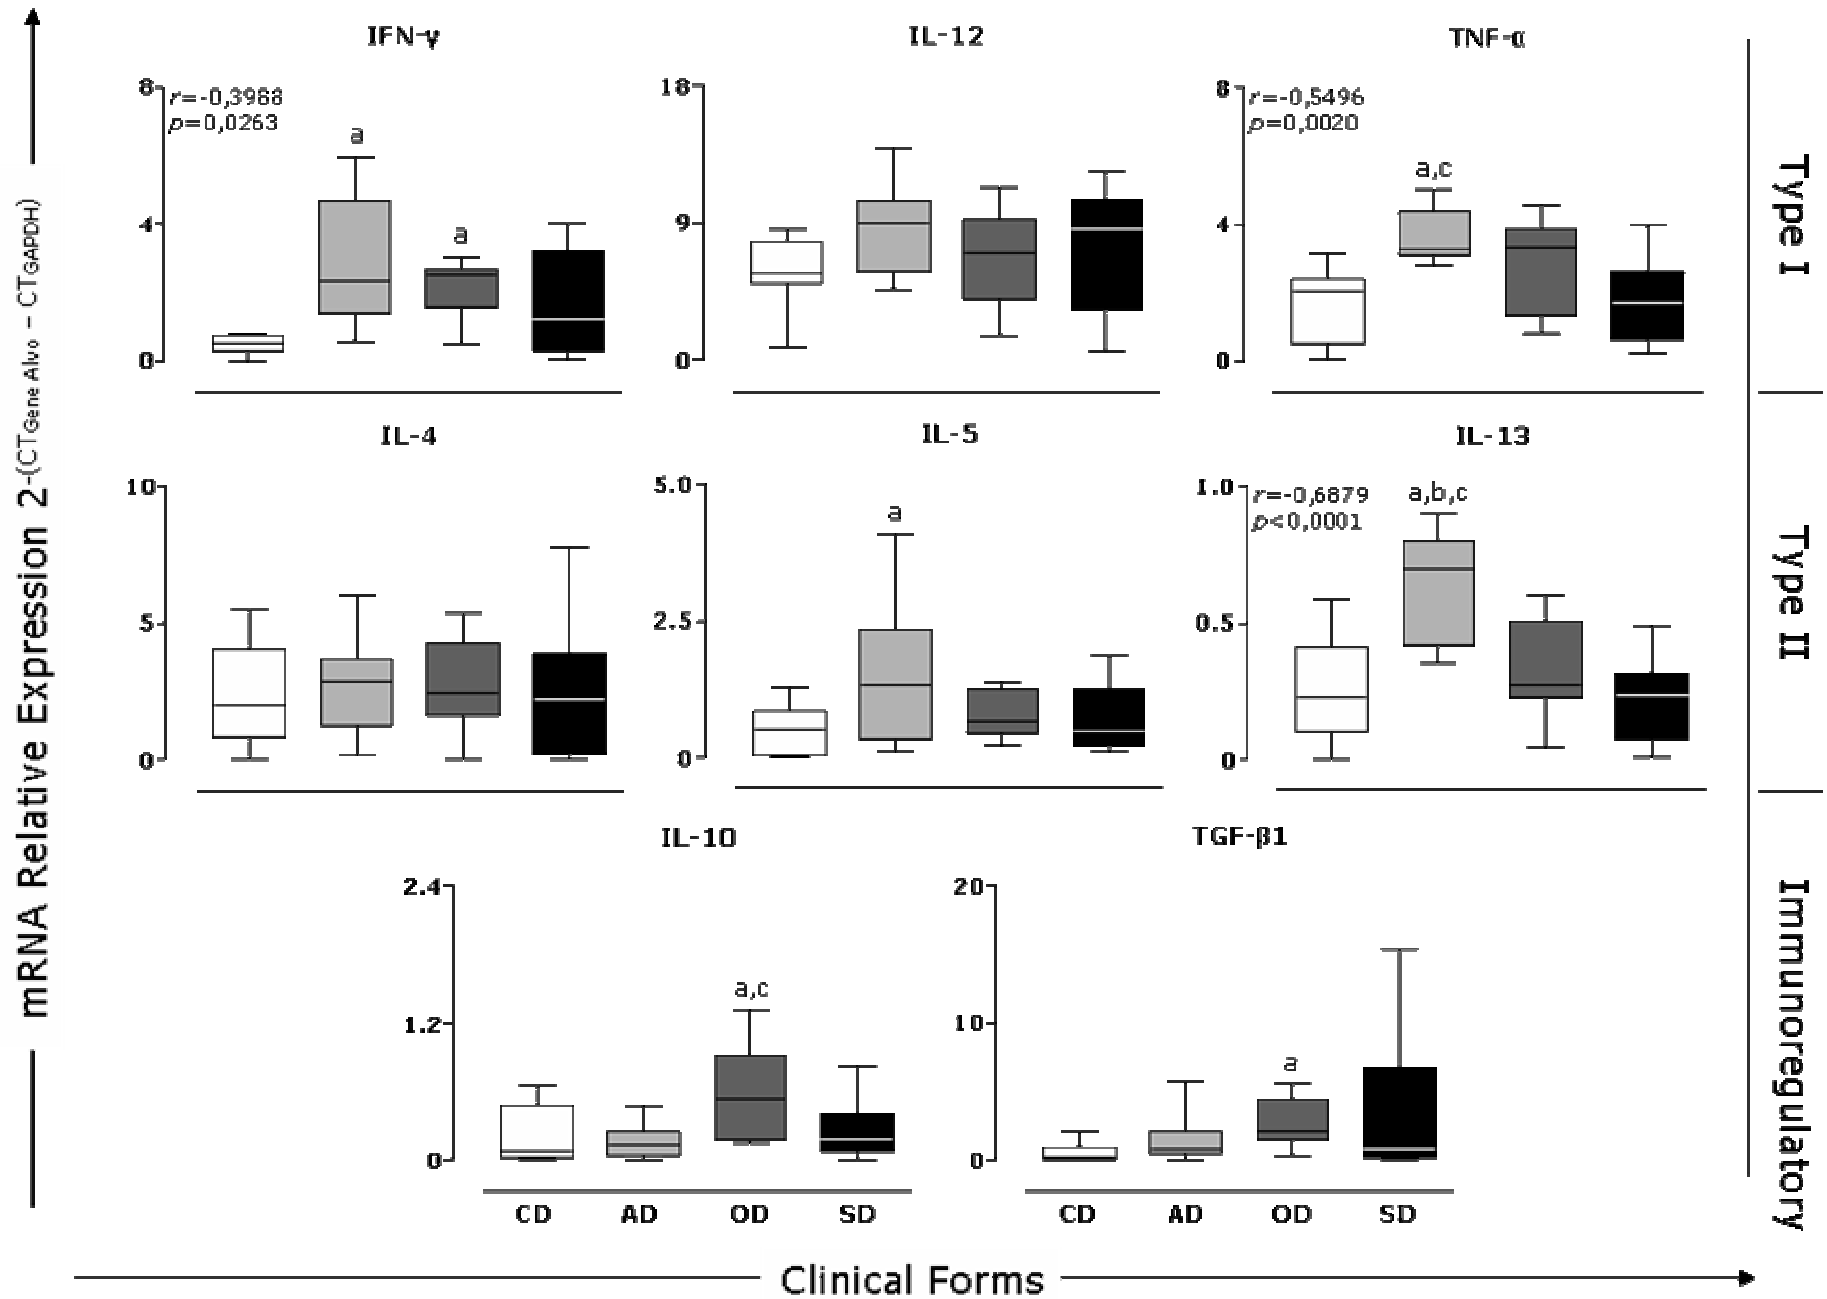 IFN-γ
8
r=-0,3988
p=0,0263
a
a
4
0
IL-12
18
9
0
TNF-α
8
r=-0,5496
p=0,0020
a,c
4
0
Type I
IL-4
10
5
0
IL-5
5.0
a
2.5
0
IL-13
1.0
r=-0,6879
p<0,0001
a,b,c
0.5
0
Type II
IL-10
2.4
a,c
1.2
0
CD AD OD SD
TGF-β1
20
10
a
0
CD AD OD SD
Immunoregulatory
mRNA Relative Expression 2-(CTGene Alvo – CTGAPDH)
Clinical Forms